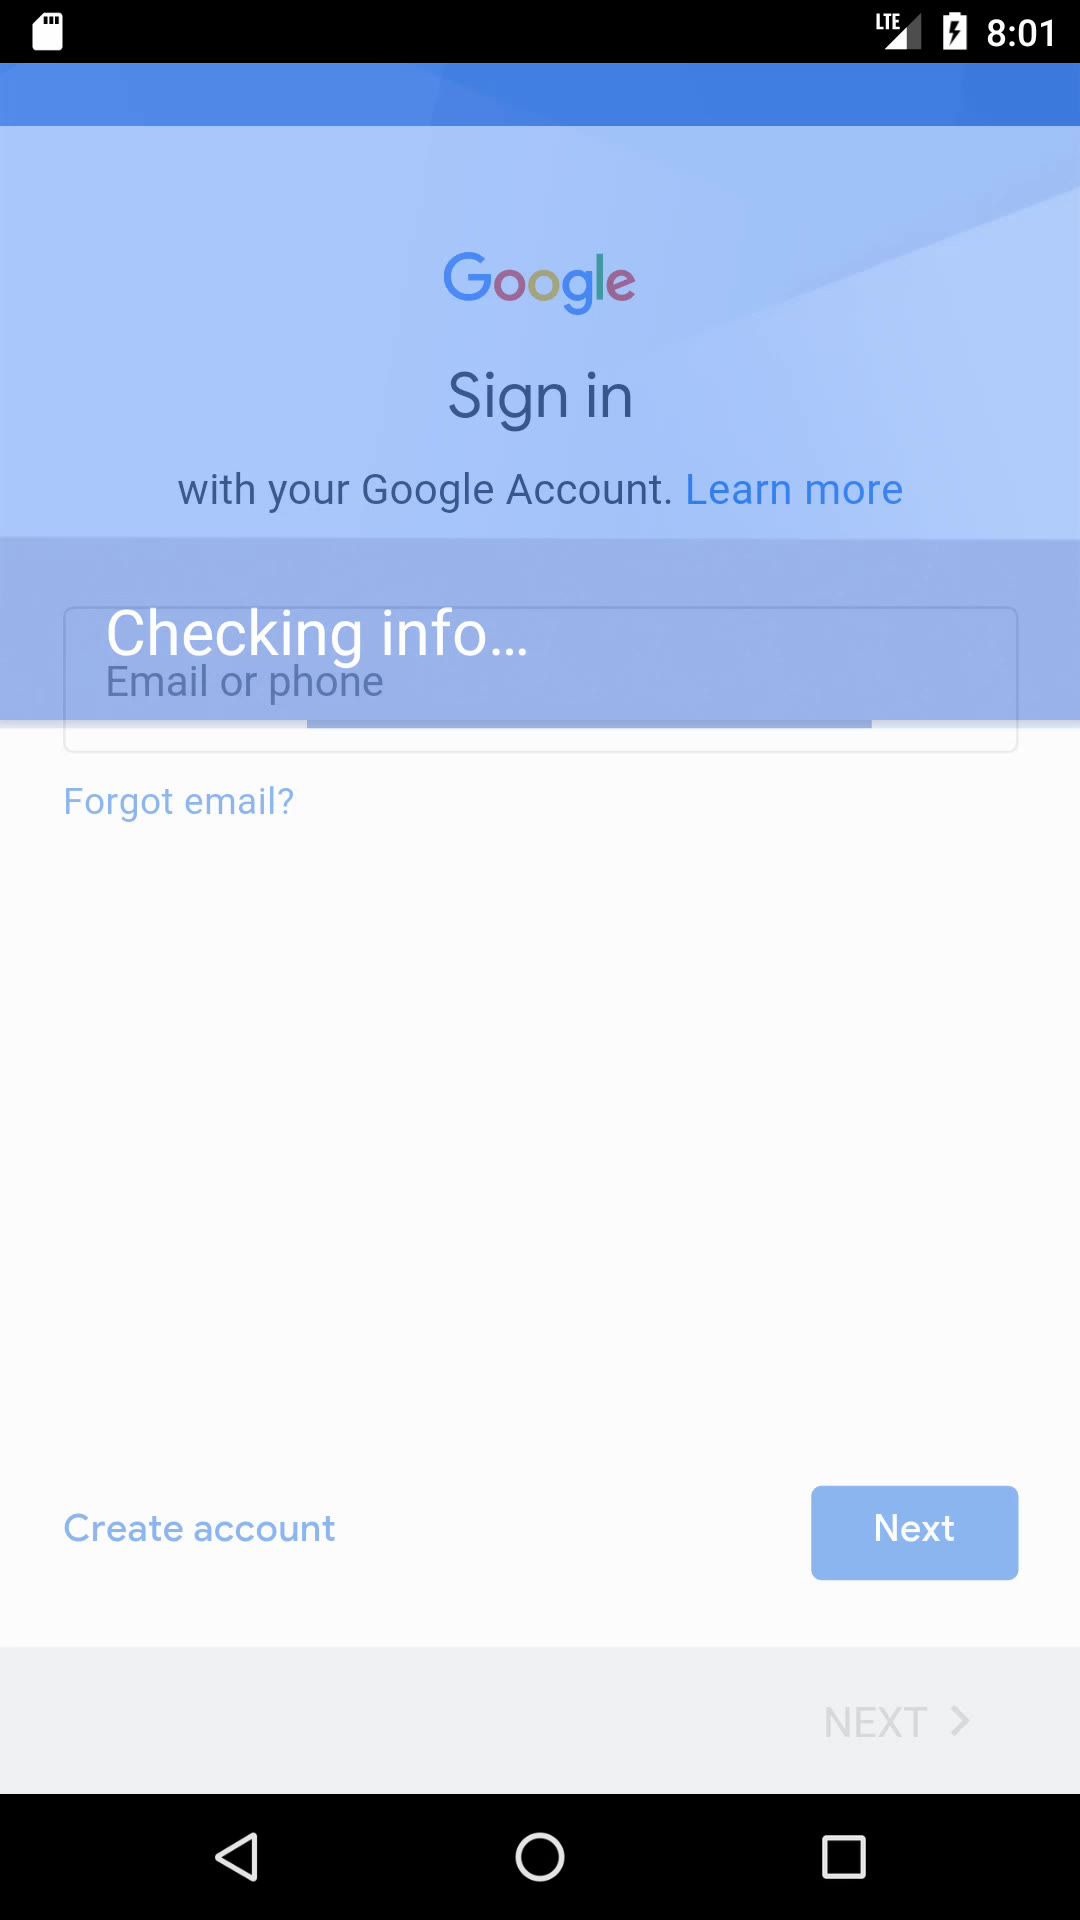 LTE 8:01
Google
Sign in
with your Google Account. Learn more
Checking info...
Email or phone
Forgot email?
Create account
Next
NEXT